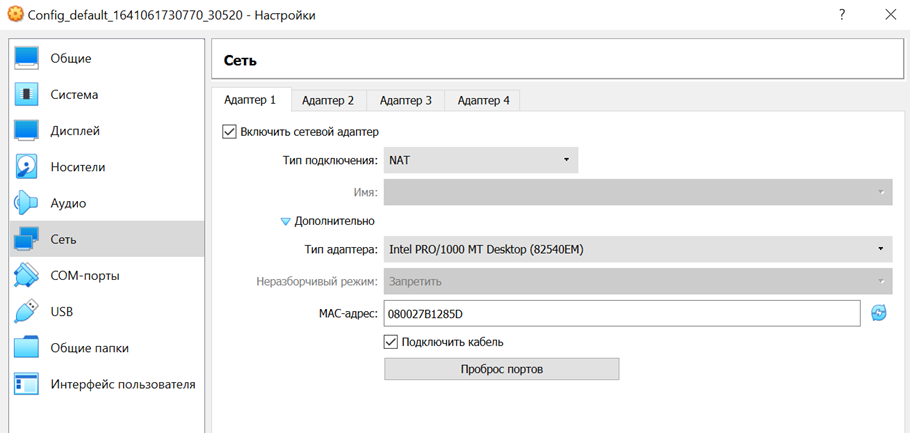 Config_default_1641061730770_30520 - Настройки
?
Общие
Система
Дисплей
Носители
Аудио
Сеть
COM-порты
USB
Общие папки
Интерфейс пользователя
Сеть
Адаптер 1 Адаптер 2 Адаптер 3 Адаптер 4
Включить сетевой адаптер
Тип подключения: NAT
Имя:
Дополнительно
Тип адаптера: Intel PRO/1000 MT Desktop (82540EM)
Неразборчивый режим: Запретить
MAC-адрес: 080027B1285D
Подключить кабель
Проброс портов